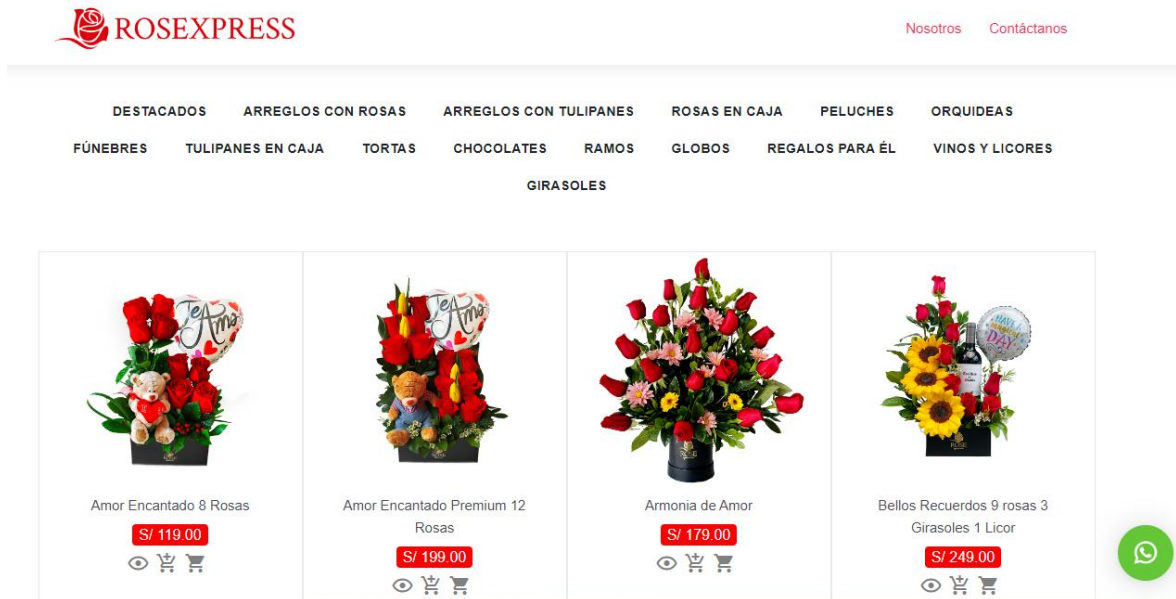 ROSEXPRESS
Nosotros Contáctanos
DESTACADOS ARREGLOS CON ROSAS ARREGLOS CON TULIPANES ROSAS EN CAJA PELUCHES ORQUIDEAS
FÚNEBRES TULIPANES EN CAJA TORTAS CHOCOLATES RAMOS GLOBOS REGALOS PARA ÉL VINOS Y LICORES
GIRASOLES
Te Amo
Te Amo
ROSE
HAVE A
DAY
Amor Encantado 8 Rosas
S/ 119.00
Amor Encantado Premium 12
Rosas
S/ 199.00
Armonia de Amor
S/ 179.00
Bellos Recuerdos 9 rosas 3
Girasoles 1 Licor
S/ 249.00